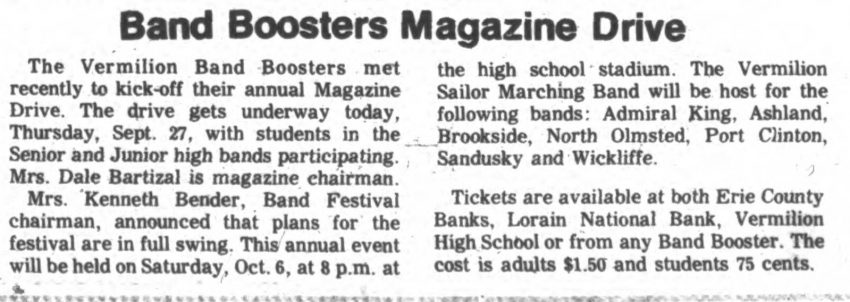 Band Boosters Magazine Drive
The Vermilion Band Boosters met
recently to kick-off their annual Magazine
Drive. The drive gets underway today,
Thursday, Sept. 27, with students in the
Senior and Junior high bands participating.
Mrs. Dale Bartizal is magazine chairman.
Mrs. Kenneth Bender, Band Festival
chairman, announced that plans for the
festival are in full swing. This annual event
will be held on Saturday, Oct. 6, at 8 p.m. at
the high school stadium. The Vermilion
Sailor Marching Band will be host for the
following bands: Admiral King, Ashland,
Brookside, North Olmsted, Port Clinton,
Sandusky and Wickliffe.
Tickets are available at both Erie County
Banks, Lorain National Bank, Vermilion
High School or from any Band Booster. The
cost is adults $1.50 and students 75 cents.